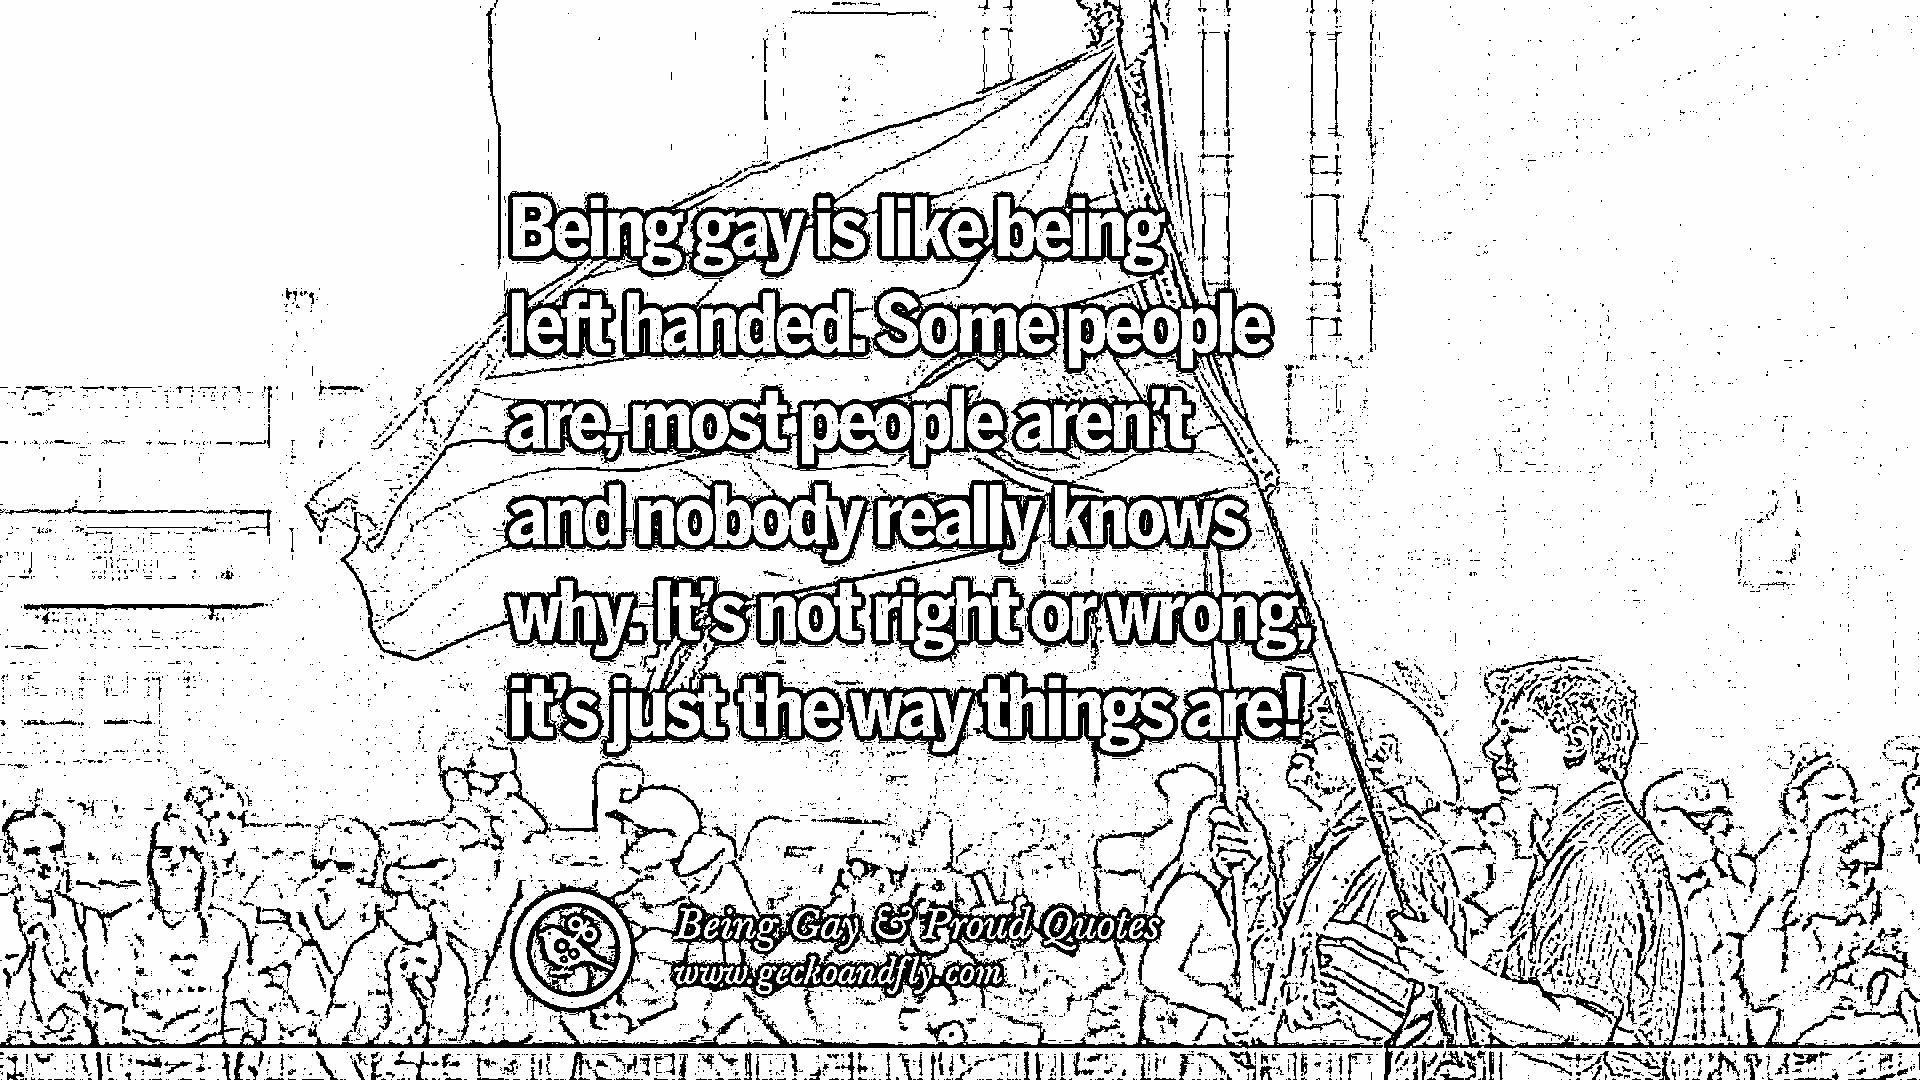 Being gay is like being
left handed. Some people
are, most people aren't
and nobody really knows
why. It's not right or wrong,
it's just the way things are!
Being Gay & Proud Quotes
www.geckoandfly.com